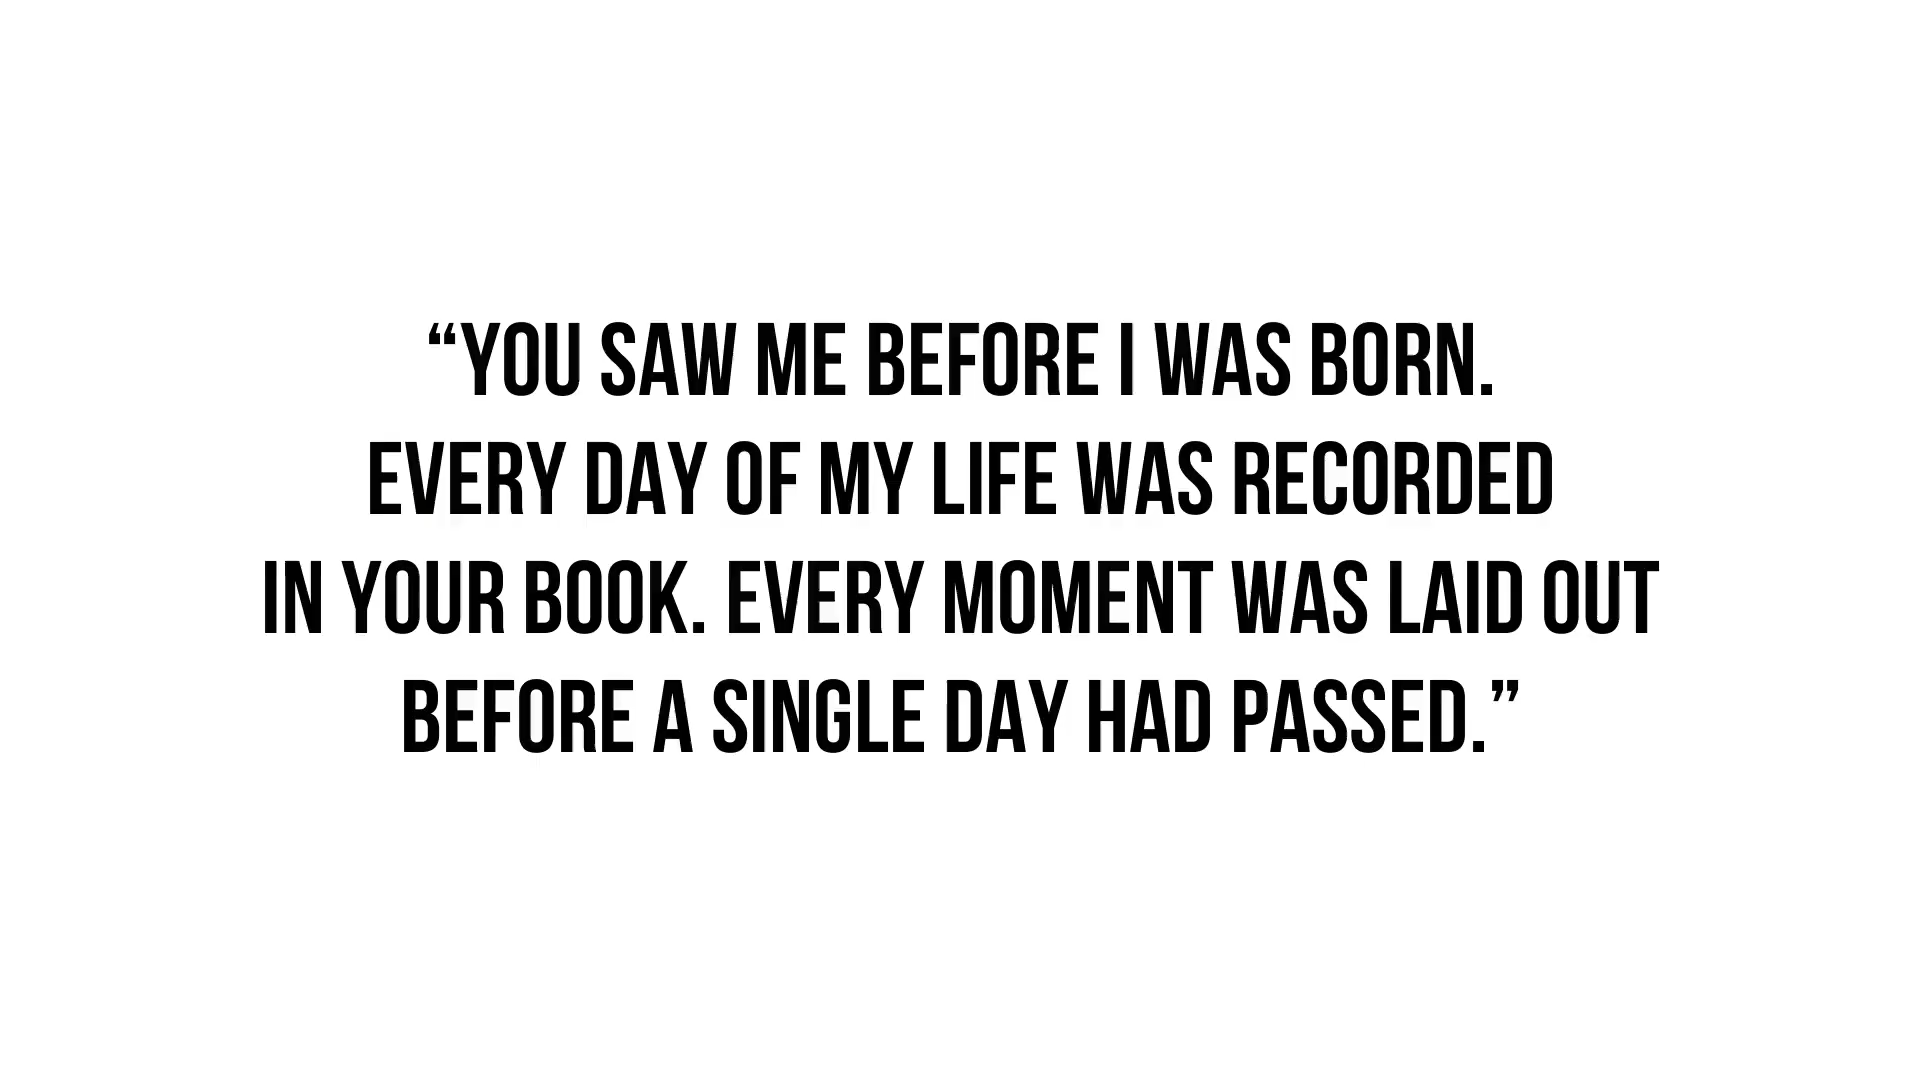 “YOU SAW ME BEFORE I WAS BORN.
EVERY DAY OF MY LIFE WAS RECORDED
IN YOUR BOOK. EVERY MOMENT WAS LAID OUT
BEFORE A SINGLE DAY HAD PASSED.”